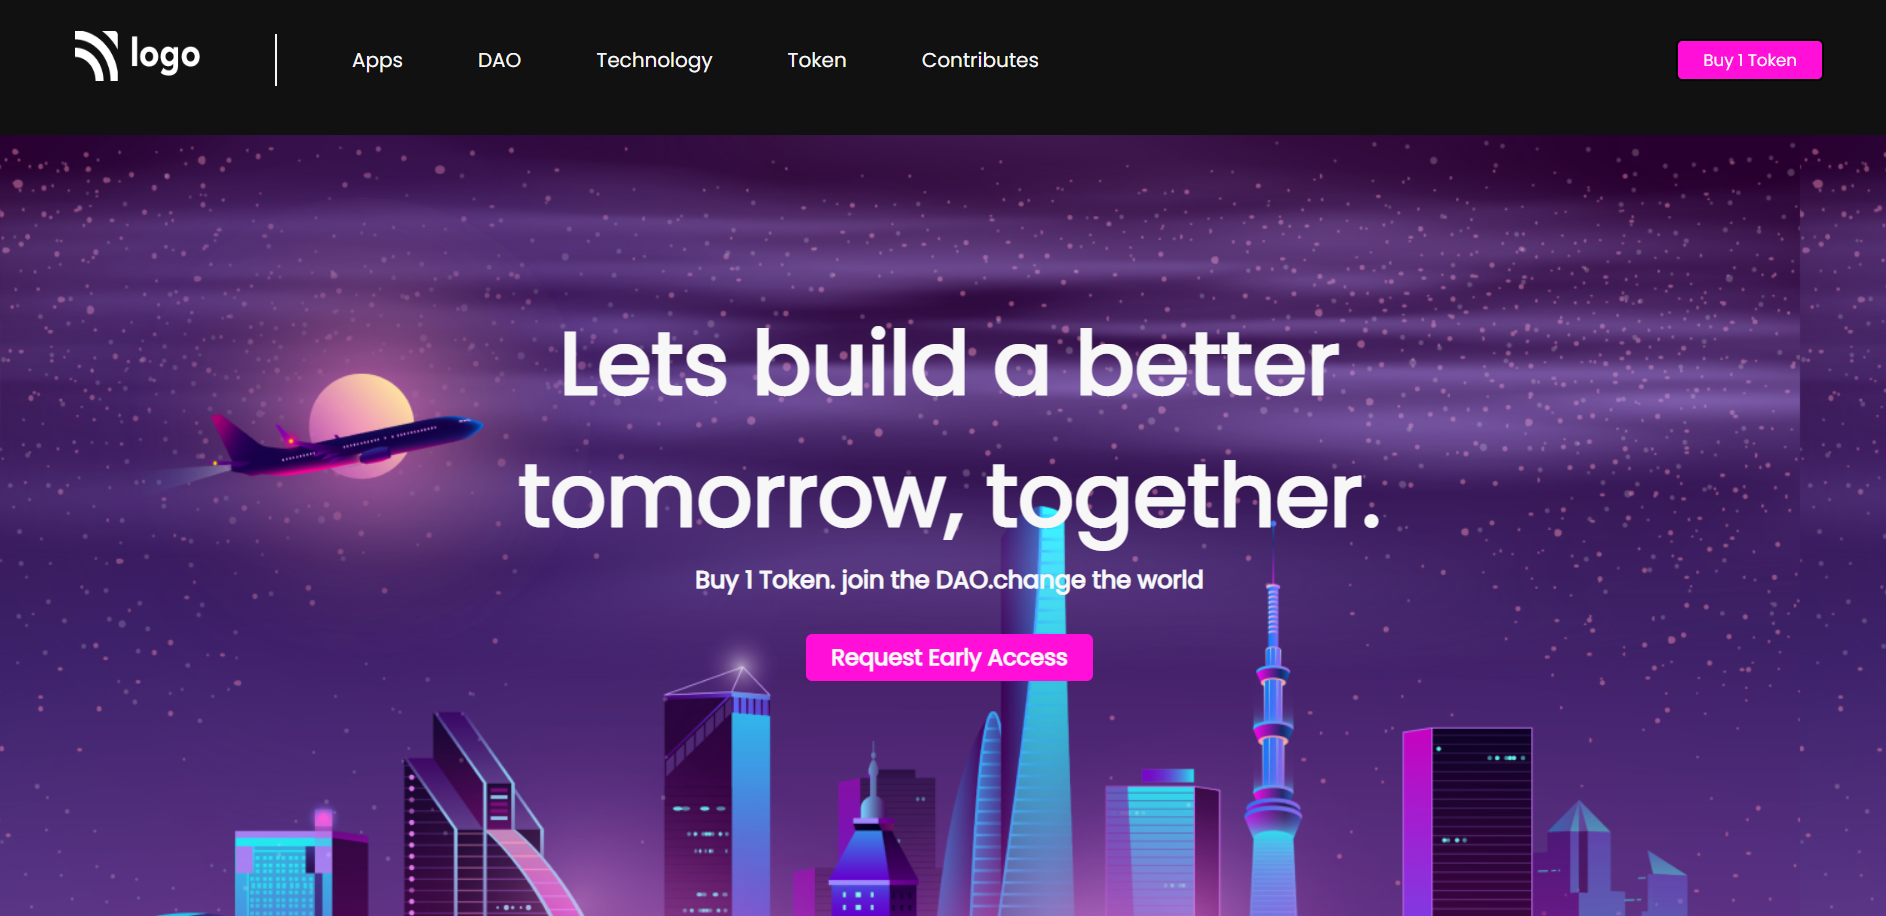 logo
Apps DAO Technology Token Contributes
Buy 1 Token
Lets build a better
tomorrow, together.
Buy 1 Token. join the DAO.change the world
Request Early Access